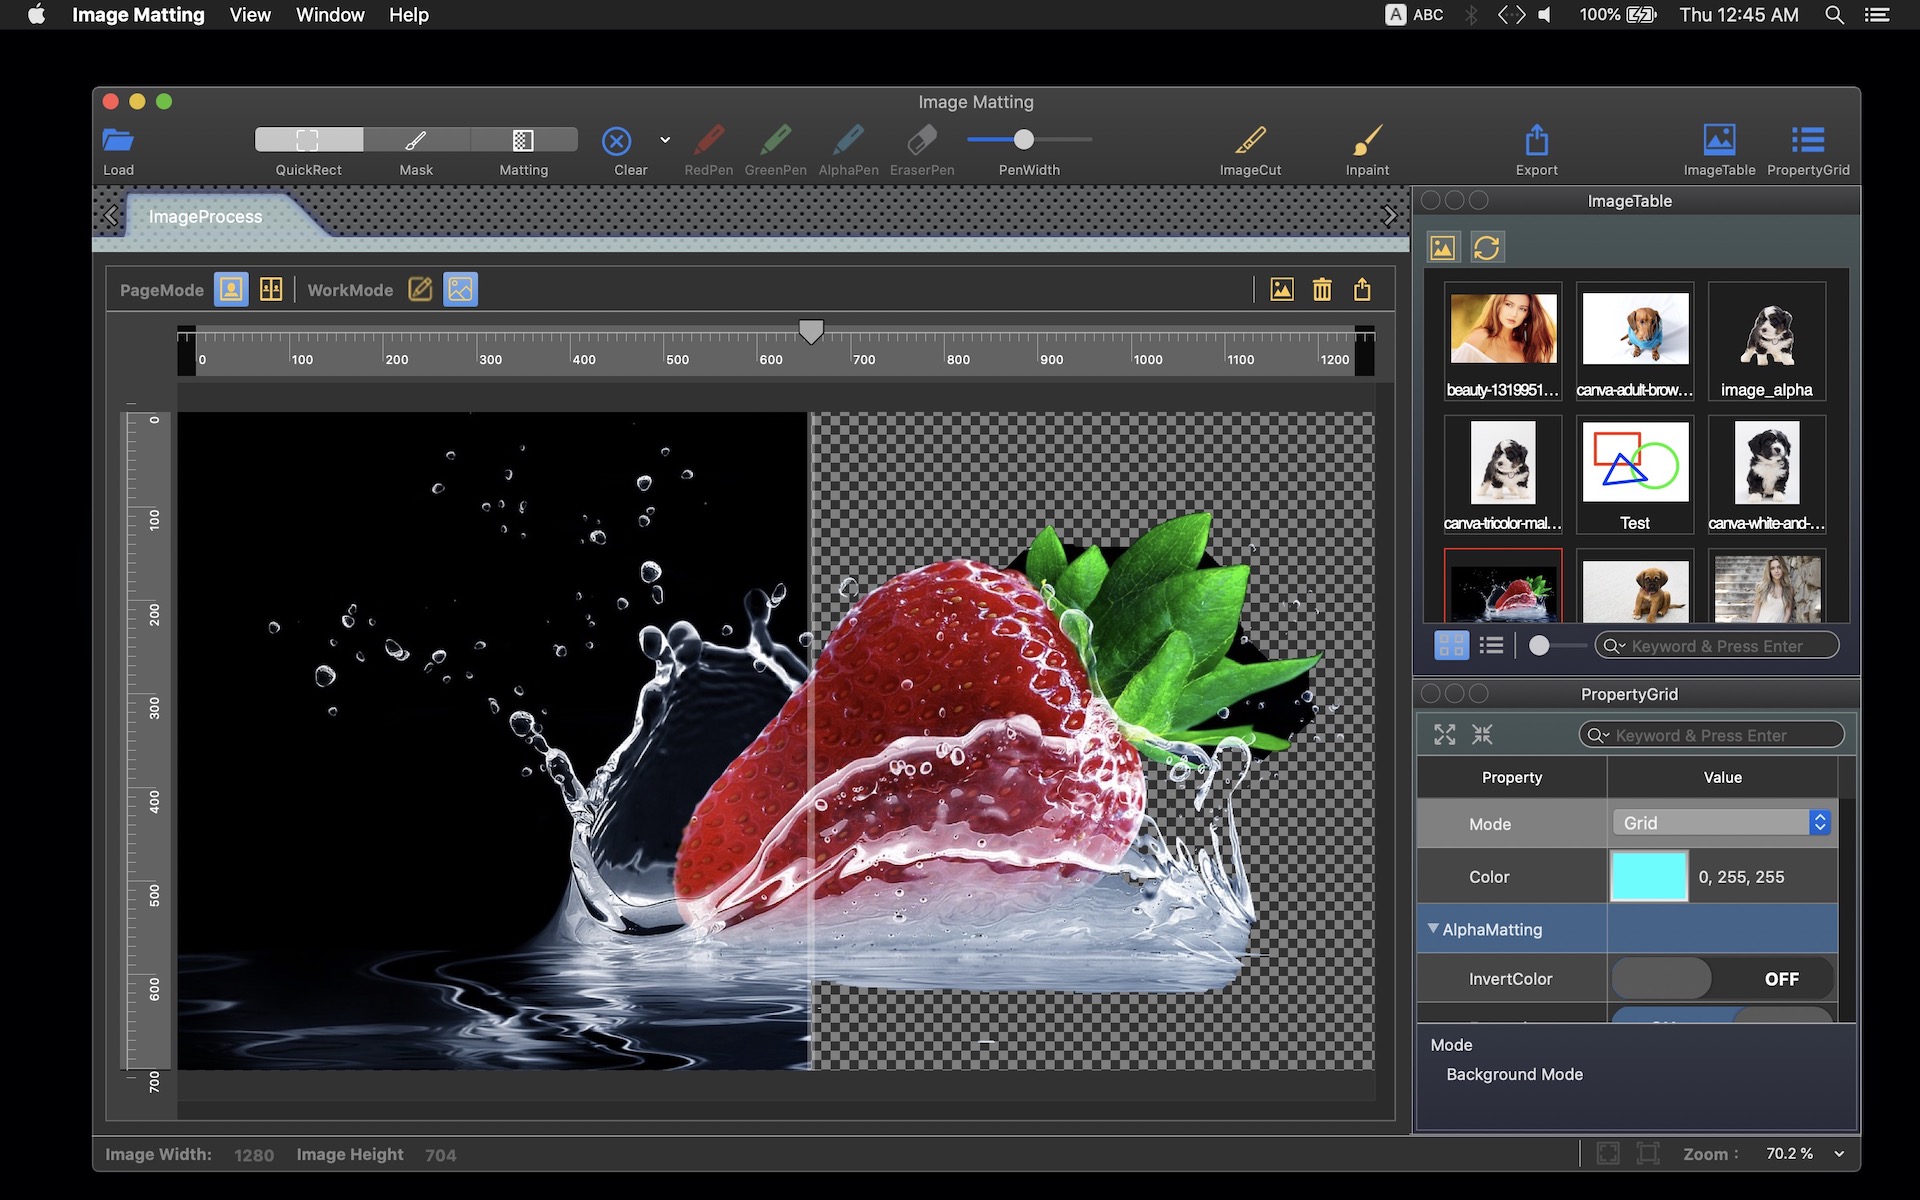 Image Matting View Window Help
A ABC 100% Thu 12:45 AM
Image Matting
Load QuickRect Mask Matting Clear RedPen GreenPen AlphaPen EraserPen PenWidth ImageCut Inpaint Export ImageTable PropertyGrid
ImageProcess
PageMode WorkMode
0 100 200 300 400 500 600 700 800 900 1000 1100 1200
0
100
200
300
400
500
600
700
ImageTable
beauty-1319951... canva-adult-brow... image_alpha
canva-tricolor-mal... Test canva-white-and-...
Keyword & Press Enter
PropertyGrid
Keyword & Press Enter
Property Value
Mode Grid
Color 0, 255, 255
AlphaMatting
InvertColor OFF
Mode
Background Mode
Image Width: 1280 Image Height 704
Zoom : 70.2 %